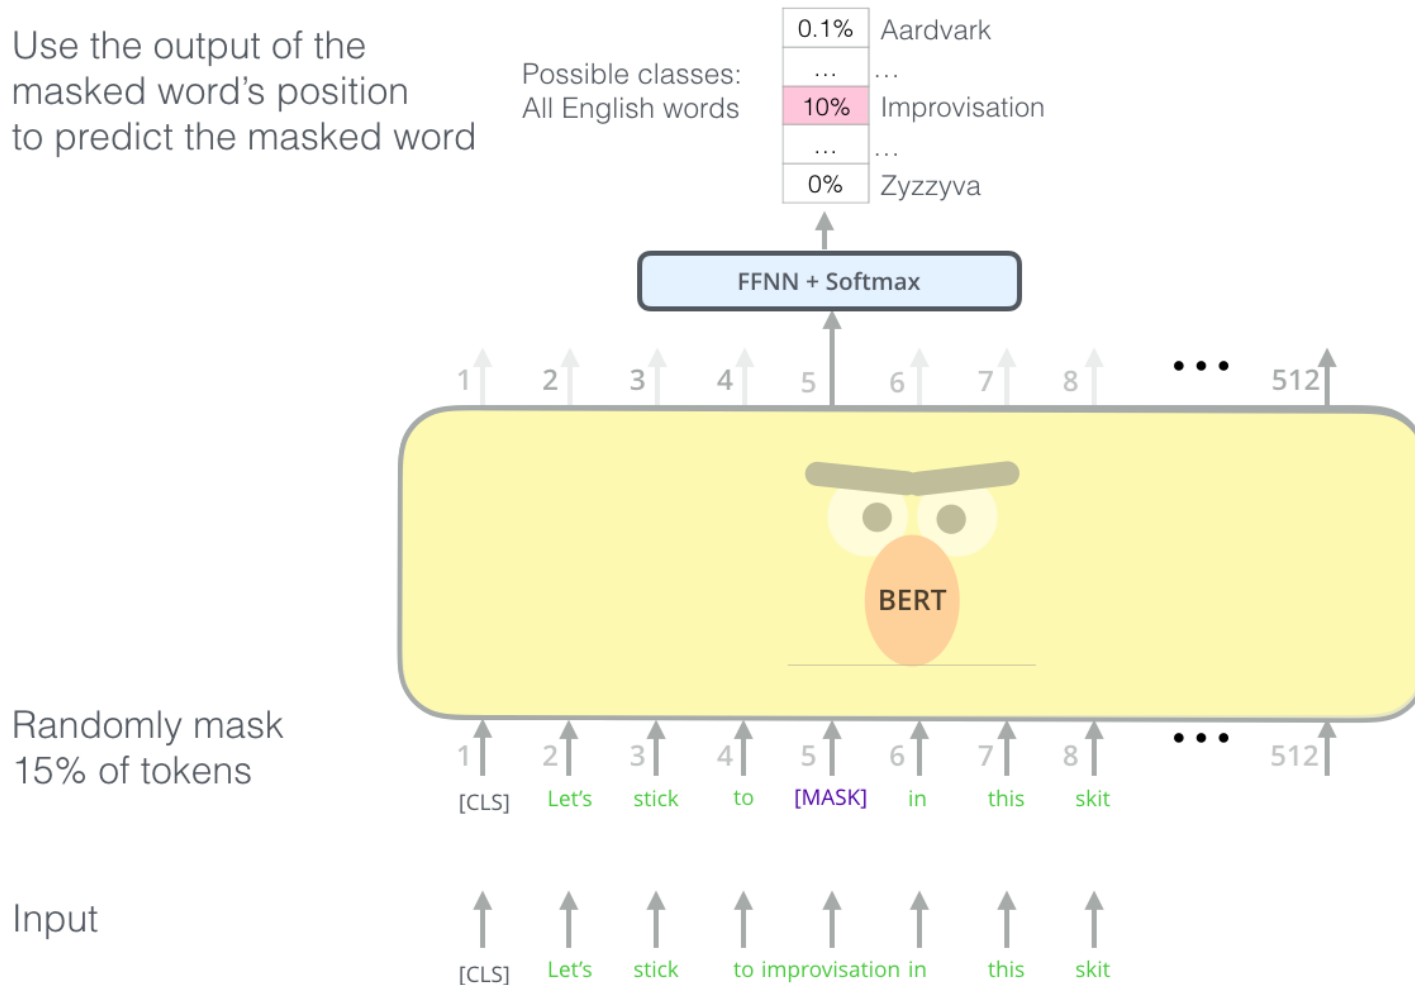 Use the output of the
masked word's position
to predict the masked word
Possible classes:
All English words
0.1% Aardvark
... ...
10% Improvisation
... ...
0% Zyzzyva
FFNN + Softmax
1 2 3 4 5 6 7 8 ••• 512
BERT
Randomly mask
15% of tokens
1 2 3 4 5 6 7 8 ••• 512
[CLS] Let's stick to [MASK] in this skit
Input
[CLS] Let's stick to improvisation in this skit